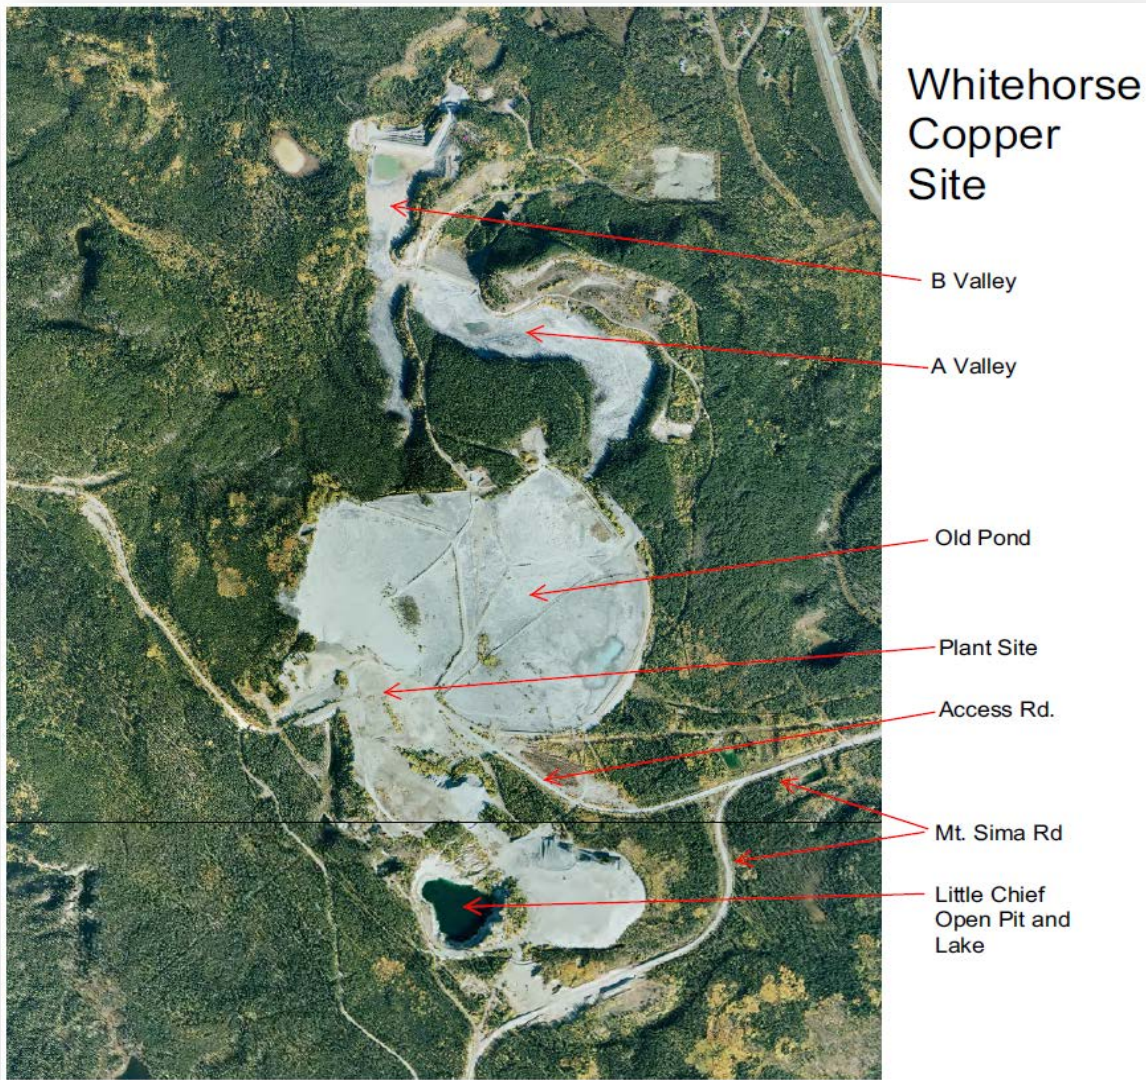 Whitehorse
Copper
Site
B Valley
A Valley
Old Pond
Plant Site
Access Rd.
Mt. Sima Rd
Little Chief
Open Pit and
Lake